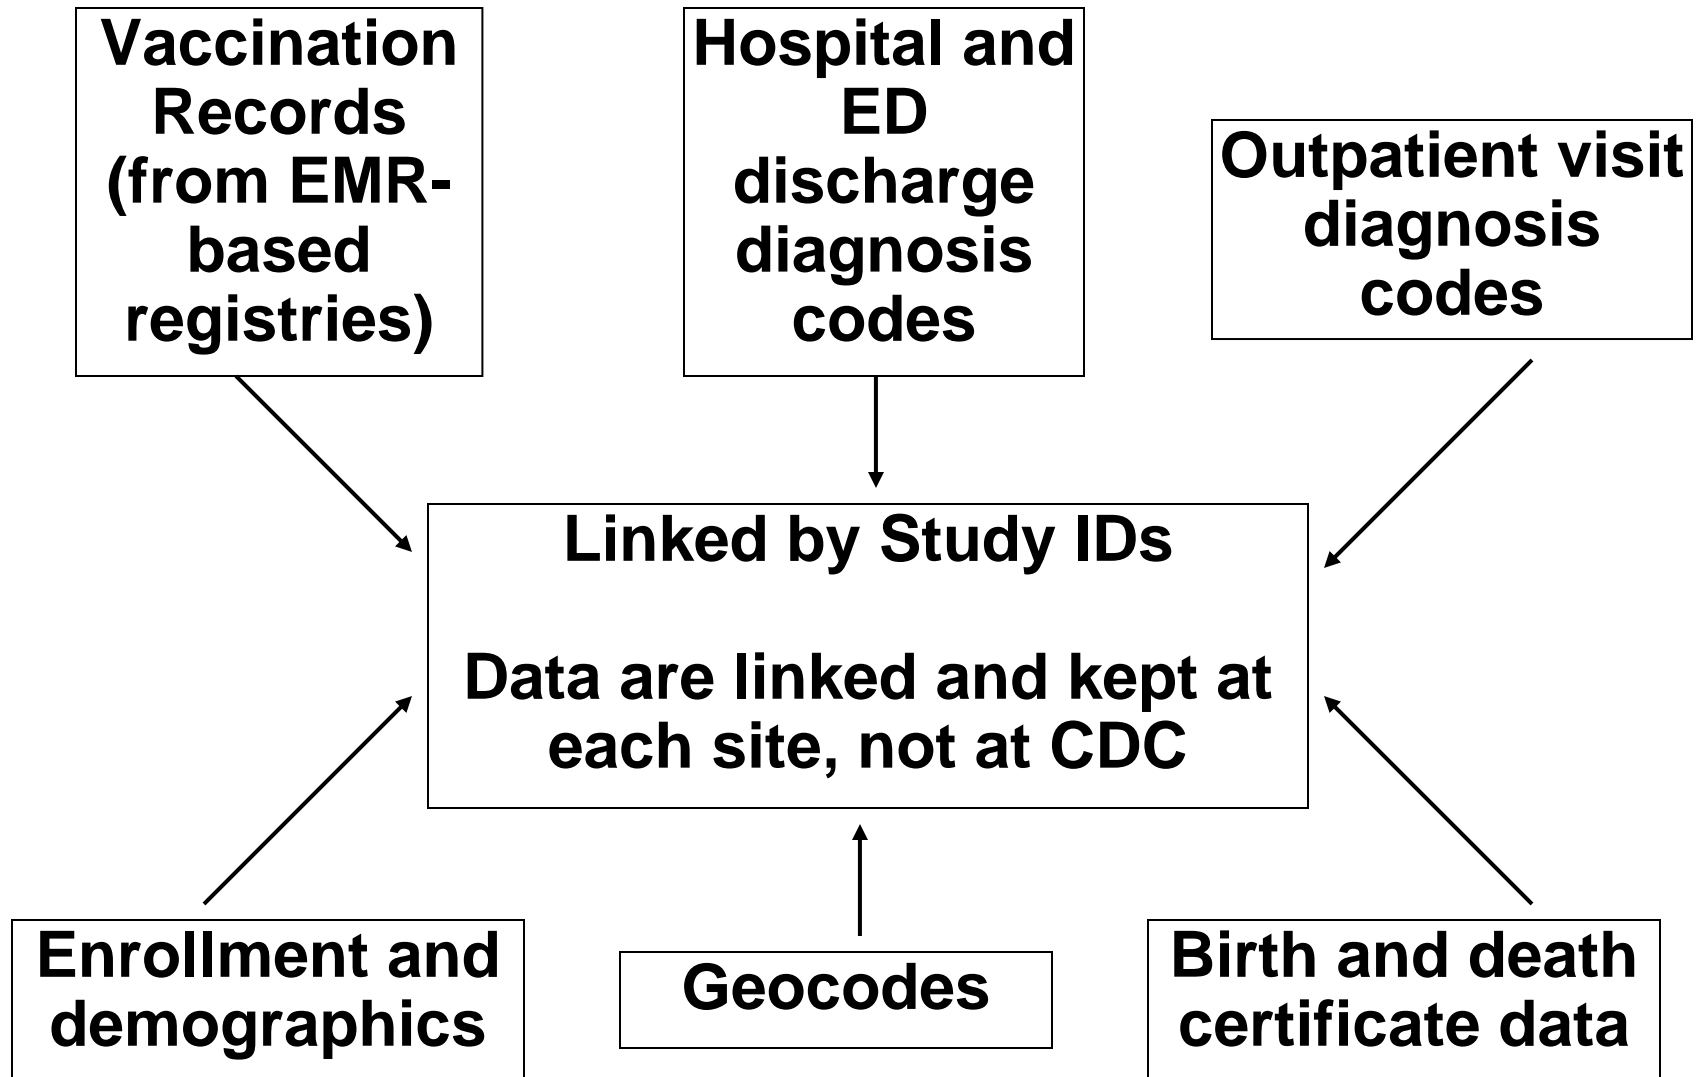 Vaccination
Records
(from EMR-
based
registries)
Hospital and
ED
discharge
diagnosis
codes
Outpatient visit
diagnosis
codes
Linked by Study IDs
Data are linked and kept at
each site, not at CDC
Enrollment and
demographics
Geocodes
Birth and death
certificate data